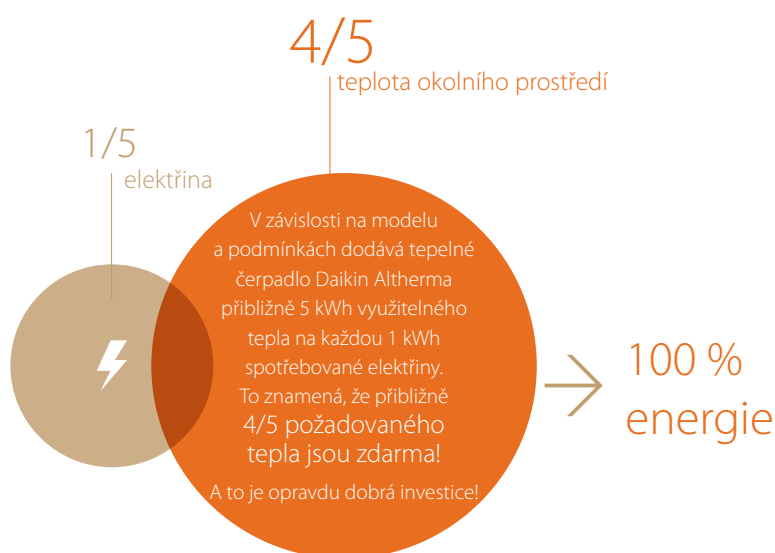 4/5
teplota okolního prostředí
1/5
elektřina
V závislosti na modelu
a podmínkách dodává tepelné
čerpadlo Daikin Altherma
přibližně 5 kWh využitelného
tepla na každou 1 kWh
spotřebované elektřiny.
To znamená, že přibližně
4/5 požadovaného
tepla jsou zdarma!
A to je opravdu dobrá investice!
100 %
energie